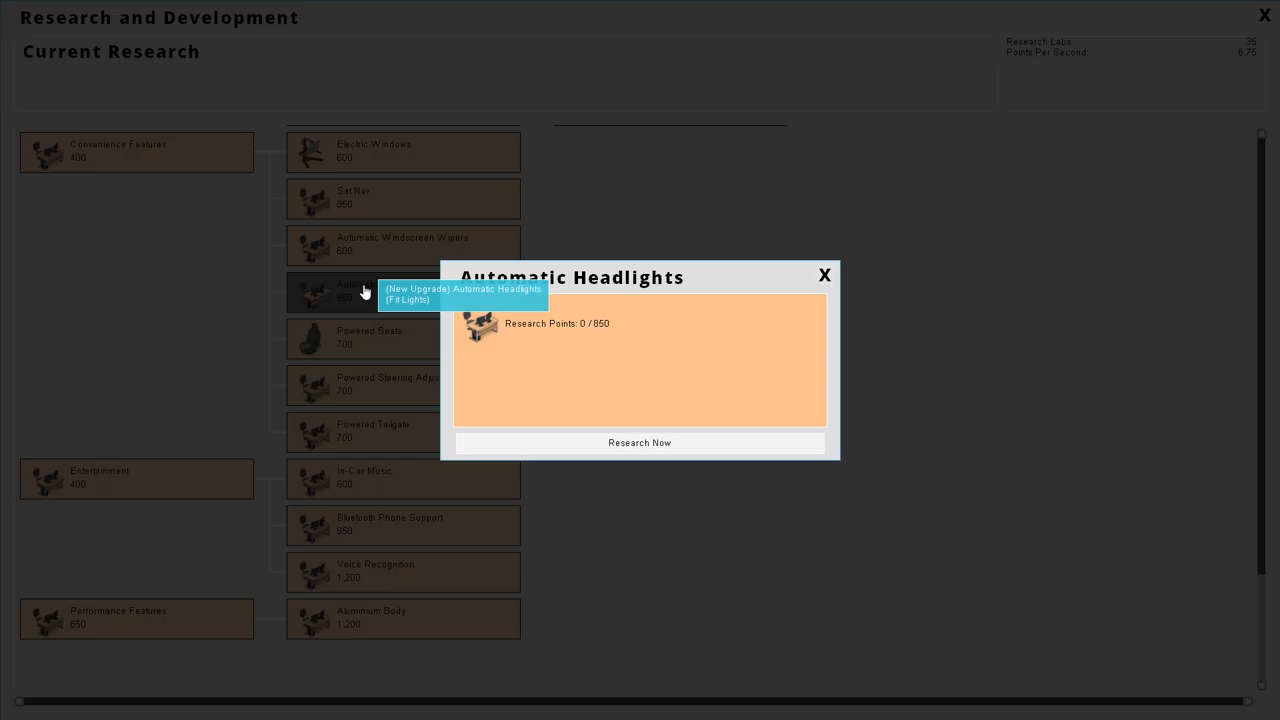 Research and Development
X
Current Research
Research Labs: 35
Points Per Second: 8.75
Convenience Features
400
Electric Windows
600
Sat Nav
850
Automatic Windscreen Wipers
600
850
Powered Seats
700
Powered Steering Adjus
700
Powered Tailgate
700
Automatic Headlights
X
(New Upgrade) Automatic Headlights
(Fit Lights)
Research Points: 0 / 850
Research Now
Entertainment
400
In-Car Music
600
Bluetooth Phone Support
850
Voice Recognition
1,200
Performance Features
850
Aluminium Body
1,200